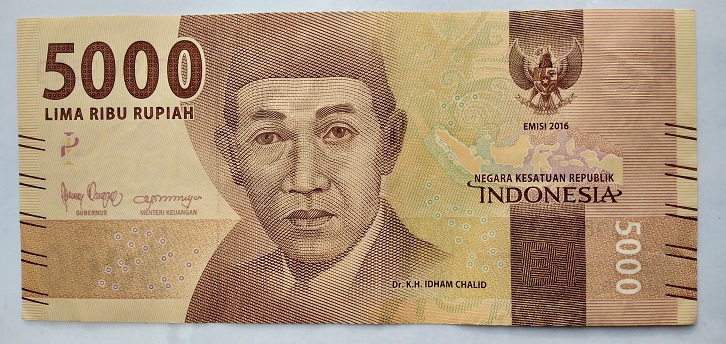 5000
LIMA RIBU RUPIAH
GUBERNUR
MENTERI KEUANGAN
EMISI 2016
NEGARA KESATUAN REPUBLIK
INDONESIA
Dr. K.H. IDHAM CHALID
5000